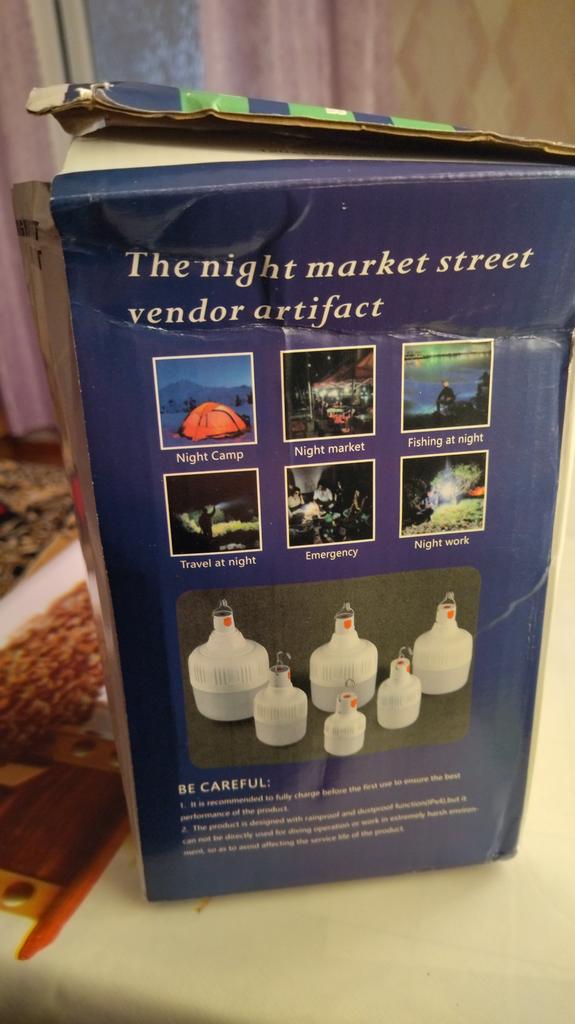 The night market street
vendor artifact
Night Camp
Night market
Fishing at night
Travel at night
Emergency
Night work
BE CAREFUL:
1. It is recommended to fully charge before the first use to ensure the best
performance of the product.
2. The product is designed with rainproof and dustproof function(IPx4),but it
can not be directly used for diving operation or work in extremely harsh environ-
ment, so as to avoid affecting the service life of the product.